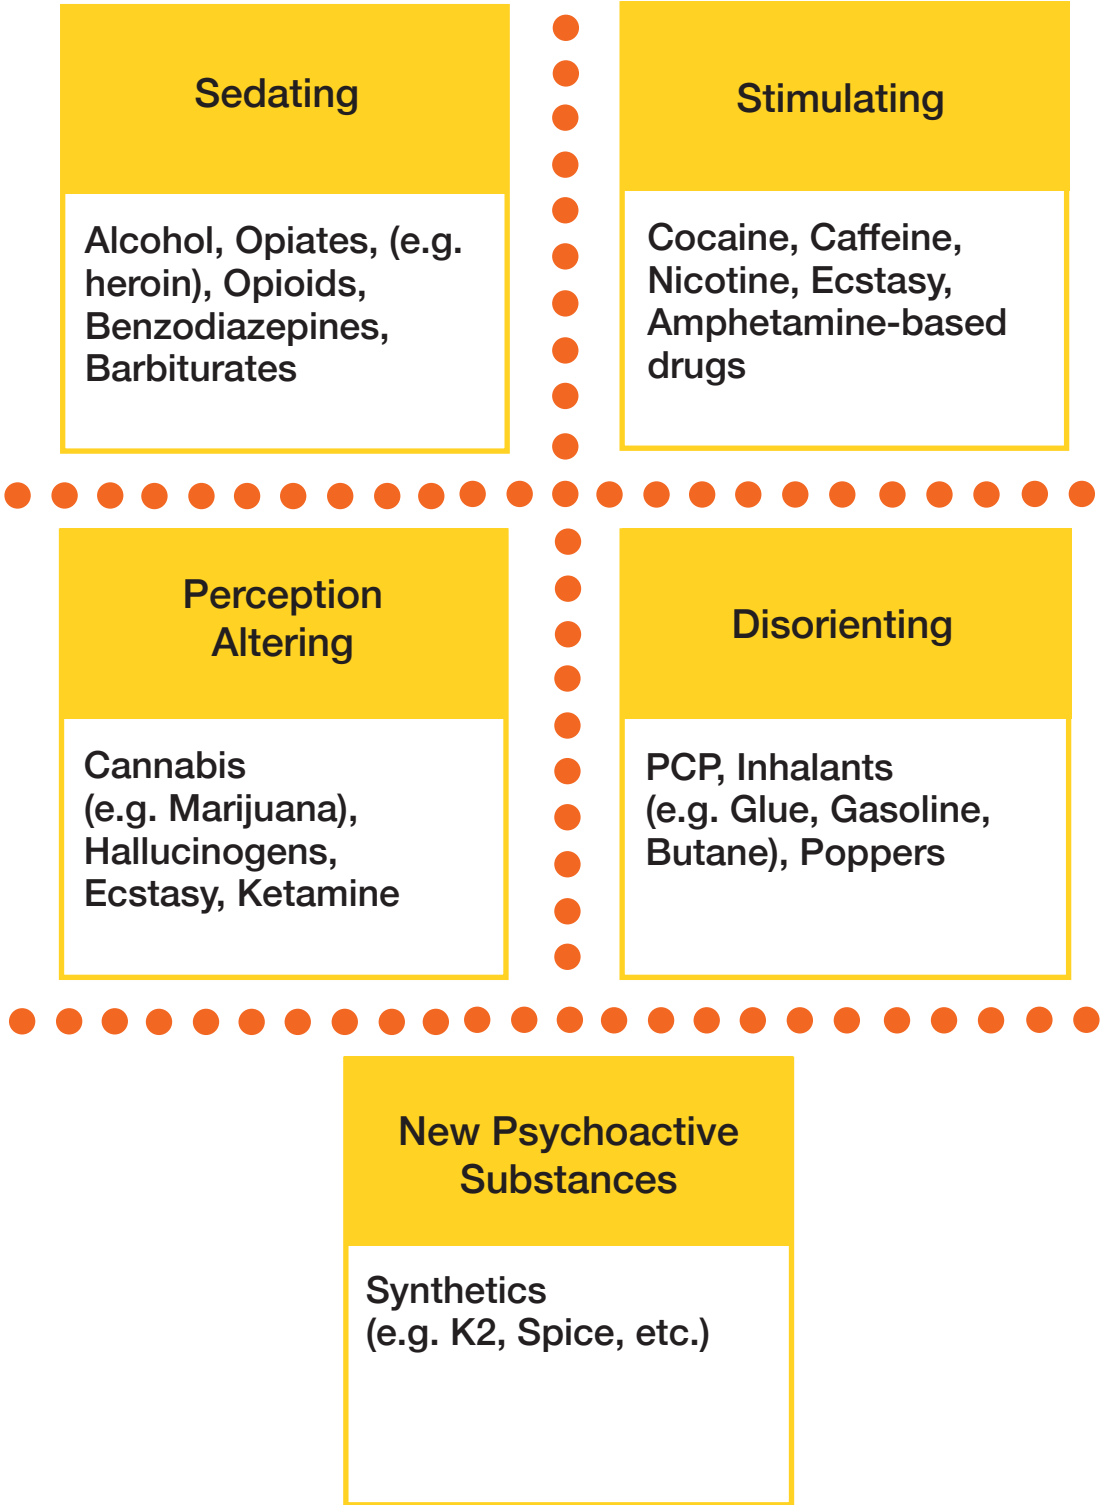 Sedating
Alcohol, Opiates, (e.g.
heroin), Opioids,
Benzodiazepines,
Barbiturates
Stimulating
Cocaine, Caffeine,
Nicotine, Ecstasy,
Amphetamine-based
drugs
Perception
Altering
Cannabis
(e.g. Marijuana),
Hallucinogens,
Ecstasy, Ketamine
Disorienting
PCP, Inhalants
(e.g. Glue, Gasoline,
Butane), Poppers
New Psychoactive
Substances
Synthetics
(e.g. K2, Spice, etc.)